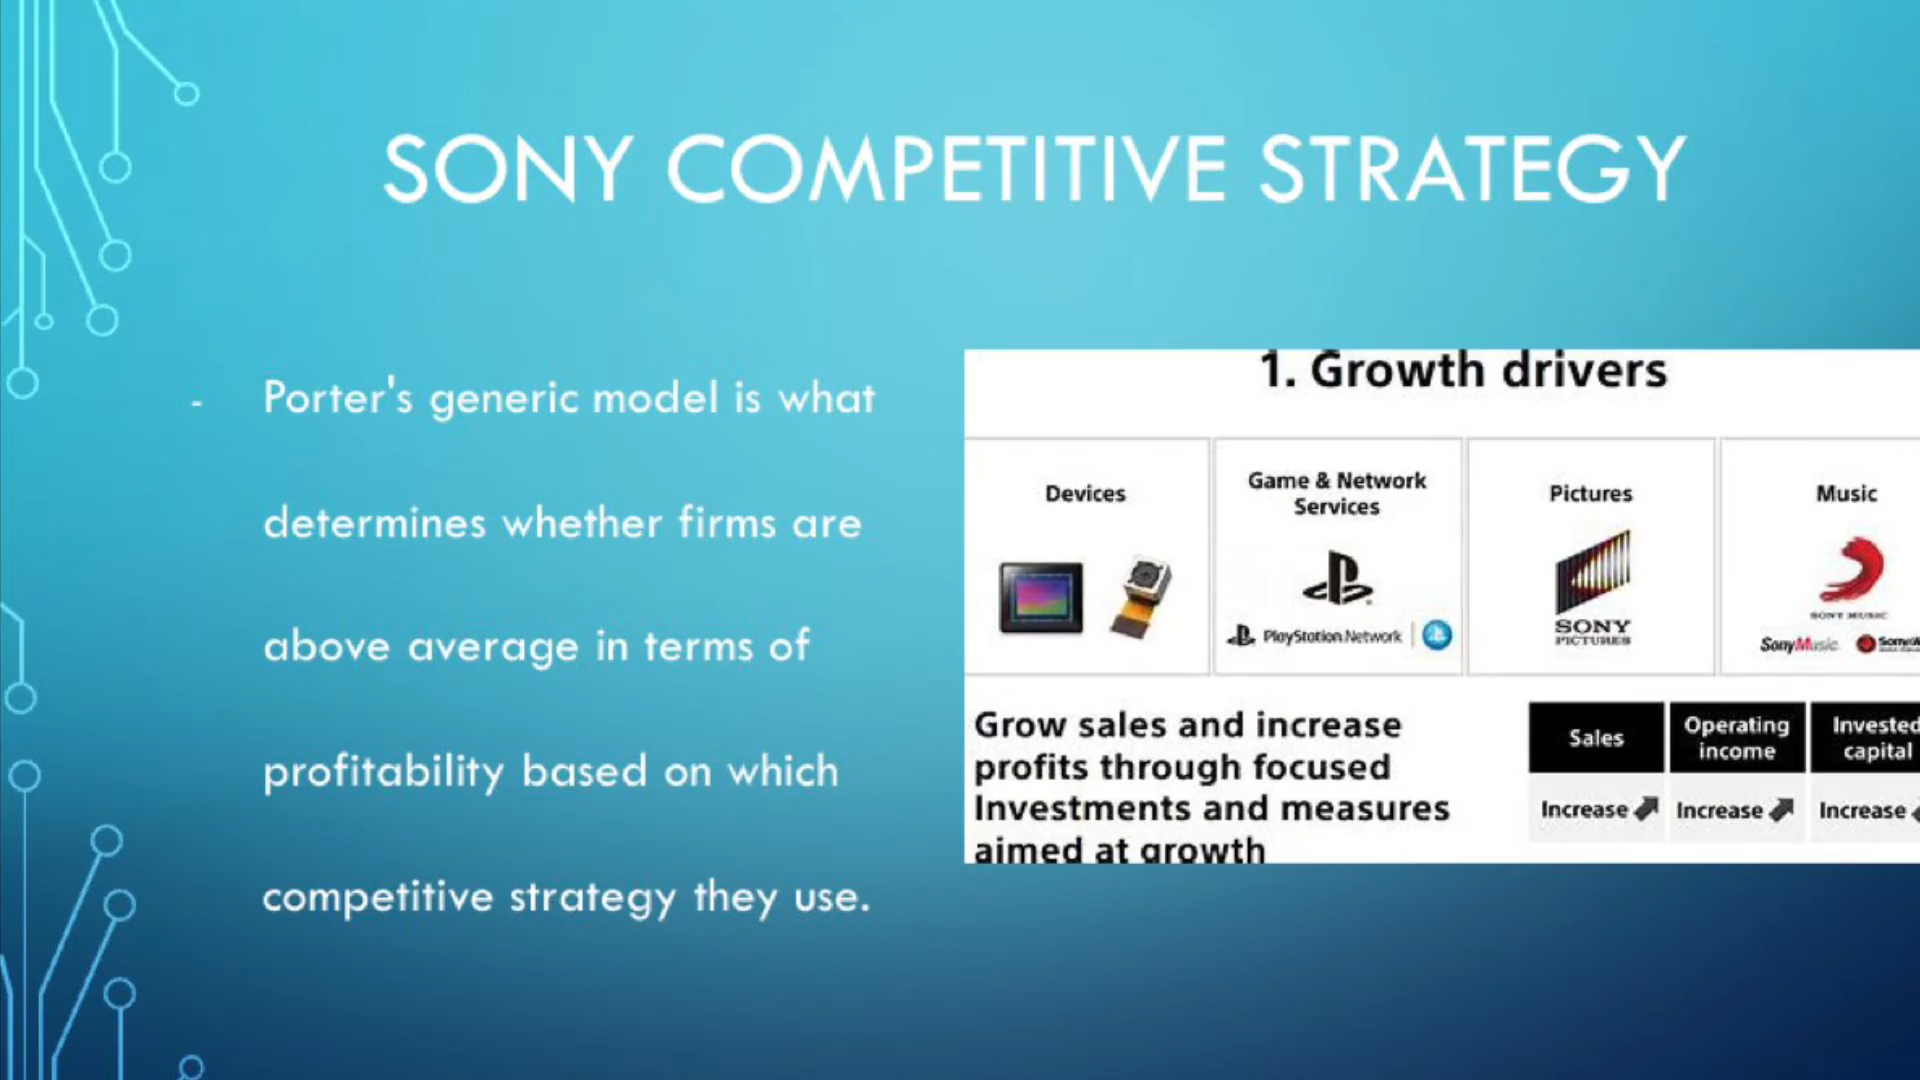 SONY COMPETITIVE STRATEGY
- Porter's generic model is what
determines whether firms are
above average in terms of
profitability based on which
competitive strategy they use.
1. Growth drivers
Devices
Game & Network
Services
PlayStation Network
Pictures
SONY
PICTURES
Music
SONY MUSIC
SonyMusic
Grow sales and increase
profits through focused
Investments and measures
aimed at growth
Sales
Operating
income
Invested
capital
Increase
Increase
Increase